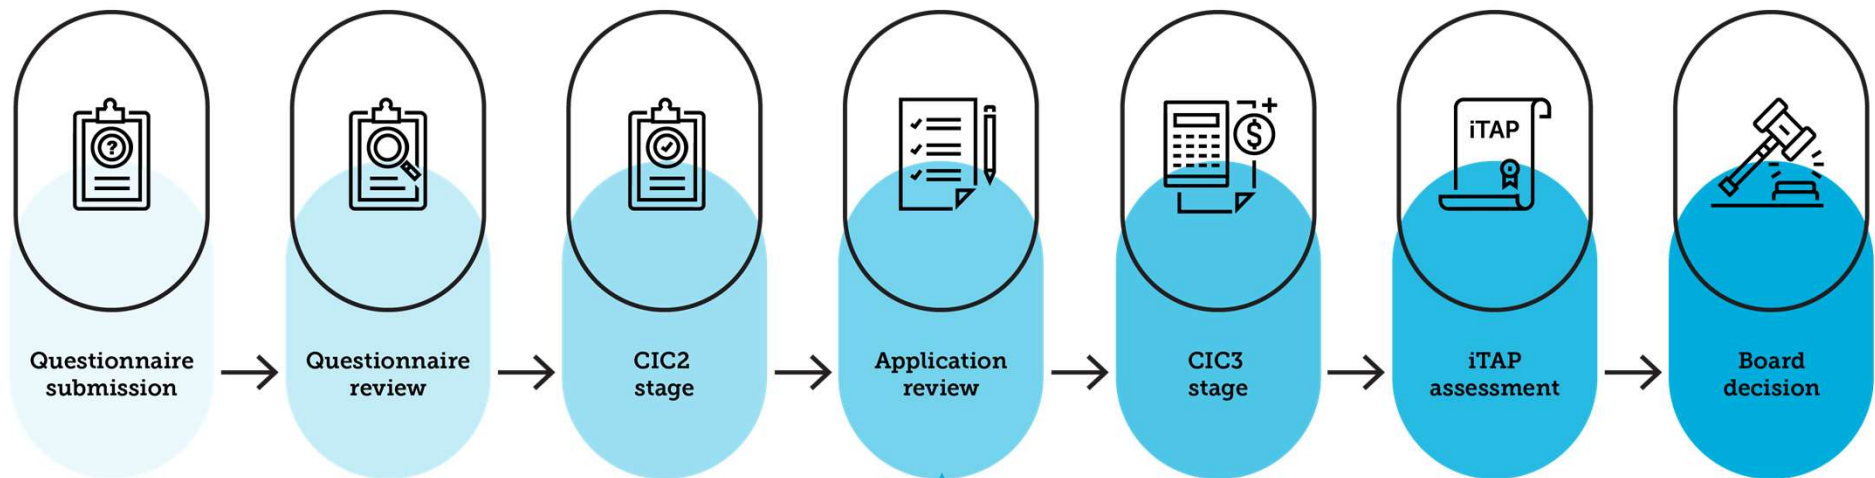 iTAP
Questionnaire
submission
Questionnaire
review
CIC2
stage
Application
review
CIC3
stage
iTAP
assessment
Board
decision